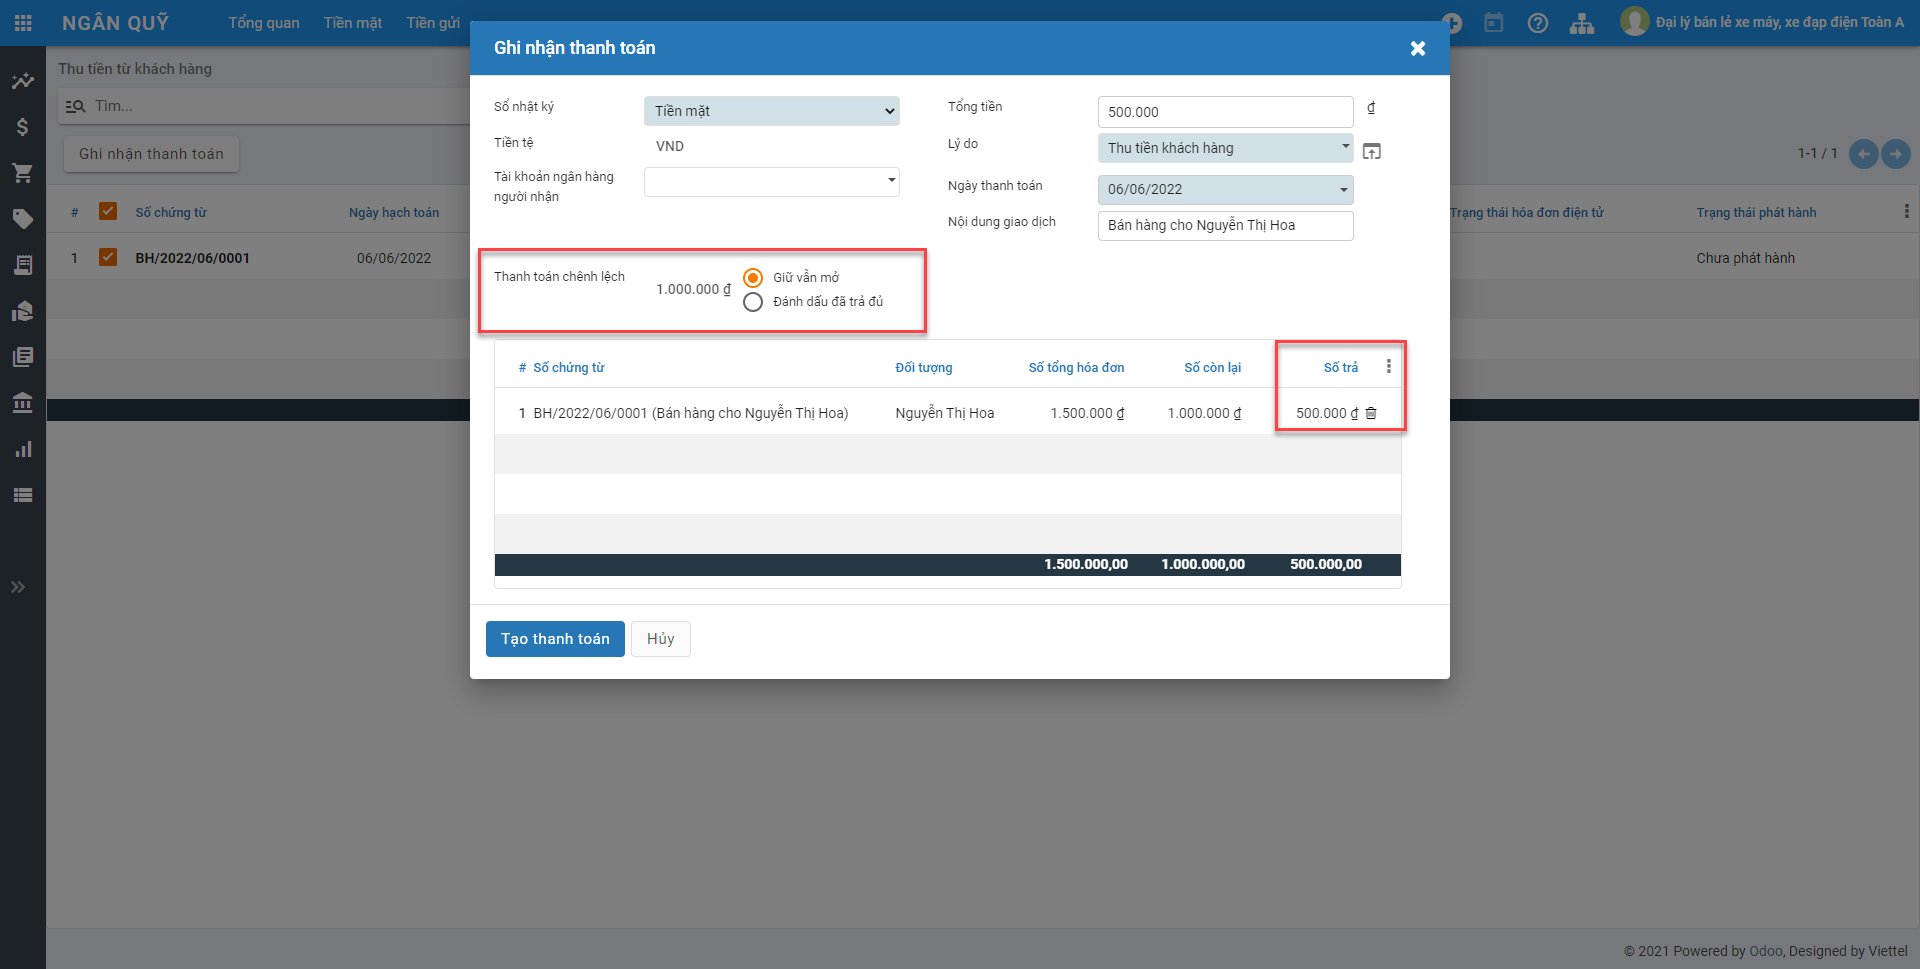 NGÂN QUỸ
Tổng quan
Tiền mặt
Tiền gửi
Đại lý bán lẻ xe máy, xe đạp điện Toàn A
Thu tiền từ khách hàng
Tìm...
Ghi nhận thanh toán
1-1 / 1
# Số chứng từ Ngày hạch toán Trạng thái hóa đơn điện tử Trạng thái phát hành
1 BH/2022/06/0001 06/06/2022 Chưa phát hành
Ghi nhận thanh toán
Sổ nhật ký Tiền mặt
Tổng tiền 500.000 ₫
Tiền tệ VND
Lý do Thu tiền khách hàng
Tài khoản ngân hàng
người nhận
Ngày thanh toán 06/06/2022
Nội dung giao dịch Bán hàng cho Nguyễn Thị Hoa
Thanh toán chênh lệch 1.000.000 ₫
Giữ vẫn mở
Đánh dấu đã trả đủ
# Số chứng từ Đối tượng Số tổng hóa đơn Số còn lại Số trả
1 BH/2022/06/0001 (Bán hàng cho Nguyễn Thị Hoa) Nguyễn Thị Hoa 1.500.000 ₫ 1.000.000 ₫ 500.000 ₫
1.500.000,00 1.000.000,00 500.000,00
Tạo thanh toán
Hủy
© 2021 Powered by Odoo, Designed by Viettel